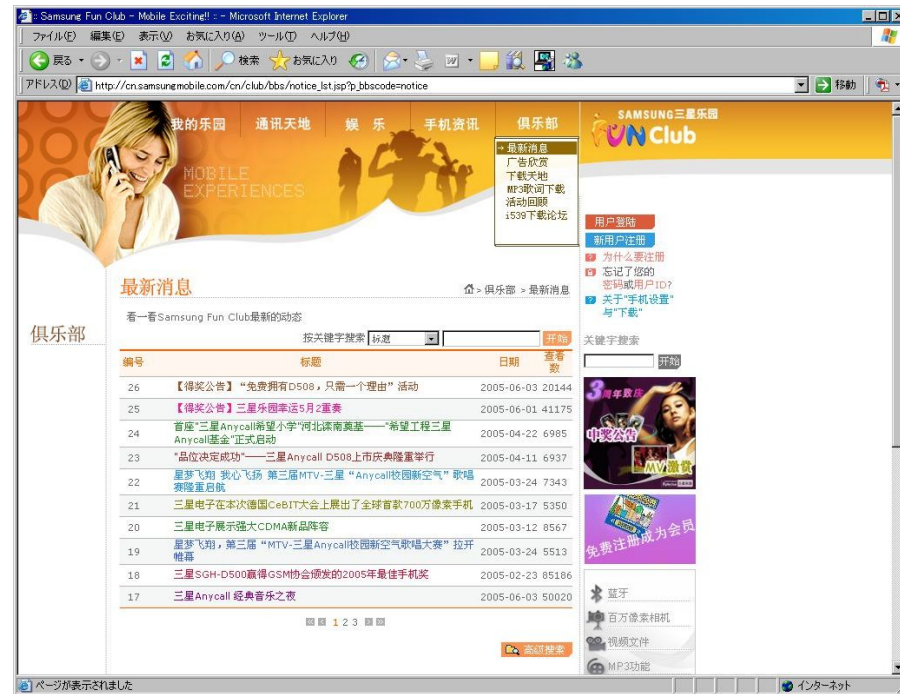 :: Samsung Fun Club - Mobile Exciting!! :: - Microsoft Internet Explorer
ファイル(F) 編集(E) 表示(V) お気に入り(A) ツール(T) ヘルプ(H)
戻る 検索 お気に入り
アドレス(D) http://cn.samsungmobile.com/cn/club/bbs/notice_lst.jsp?p_bbscode=notice 移動
我的乐园 通讯天地 娱 乐 手机资讯 俱乐部
SAMSUNG三星乐园
FUN Club
MOBILE
EXPERIENCES
最新消息
广告欣赏
下载天地
MP3歌词下载
活动回顾
i539下载论坛
用户登陆
新用户注册
为什么要注册
忘记了您的
密码或用户ID?
关于"手机设置"
与"下载"
关键字搜索
开始
俱乐部
最新消息
> 俱乐部 > 最新消息
看一看Samsung Fun Club最新的动态
按关键字搜索 标题 开始
编号 标题 日期 查看数
26 【得奖公告】“免费拥有D508，只需一个理由”活动 2005-06-03 20144
25 【得奖公告】三星乐园幸运5月2重奏 2005-06-01 41175
24 首座"三星Anycall希望小学"河北滦南奠基——"希望工程三星 2005-04-22 6985
Anycall基金"正式启动
23 "品位决定成功"——三星Anycall D508上市庆典隆重举行 2005-04-11 6937
22 星梦飞翔 我心飞扬 第三届MTV-三星“Anycall校园新空气”歌唱 2005-03-24 7343
赛隆重启航
21 三星电子在本次德国CeBIT大会上展出了全球首款700万像素手机 2005-03-17 5350
20 三星电子展示强大CDMA新品阵容 2005-03-12 8567
19 星梦飞翔，第三届“MTV-三星Anycall校园新空气歌唱大赛”拉开 2005-03-24 5513
帷幕
18 三星SGH-D500赢得GSM协会颁发的2005年最佳手机奖 2005-02-23 85186
17 三星Anycall 经典音乐之夜 2005-06-03 50020
1 2 3
高级搜索
3周年致庆
中奖公告
MV激赏
免费注册成为会员
蓝牙
百万像素相机
视频文件
MP3功能
ページが表示されました インターネット